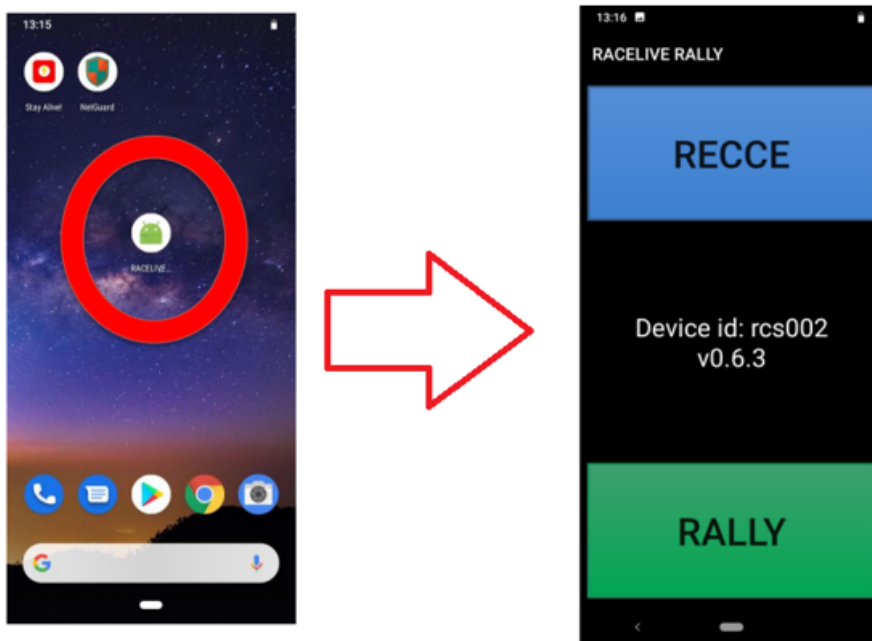 13:15
Stay Alive!
NetGuard
RACELIVE...
G
13:16
RACELIVE RALLY
RECCE
Device id: rcs002
v0.6.3
RALLY